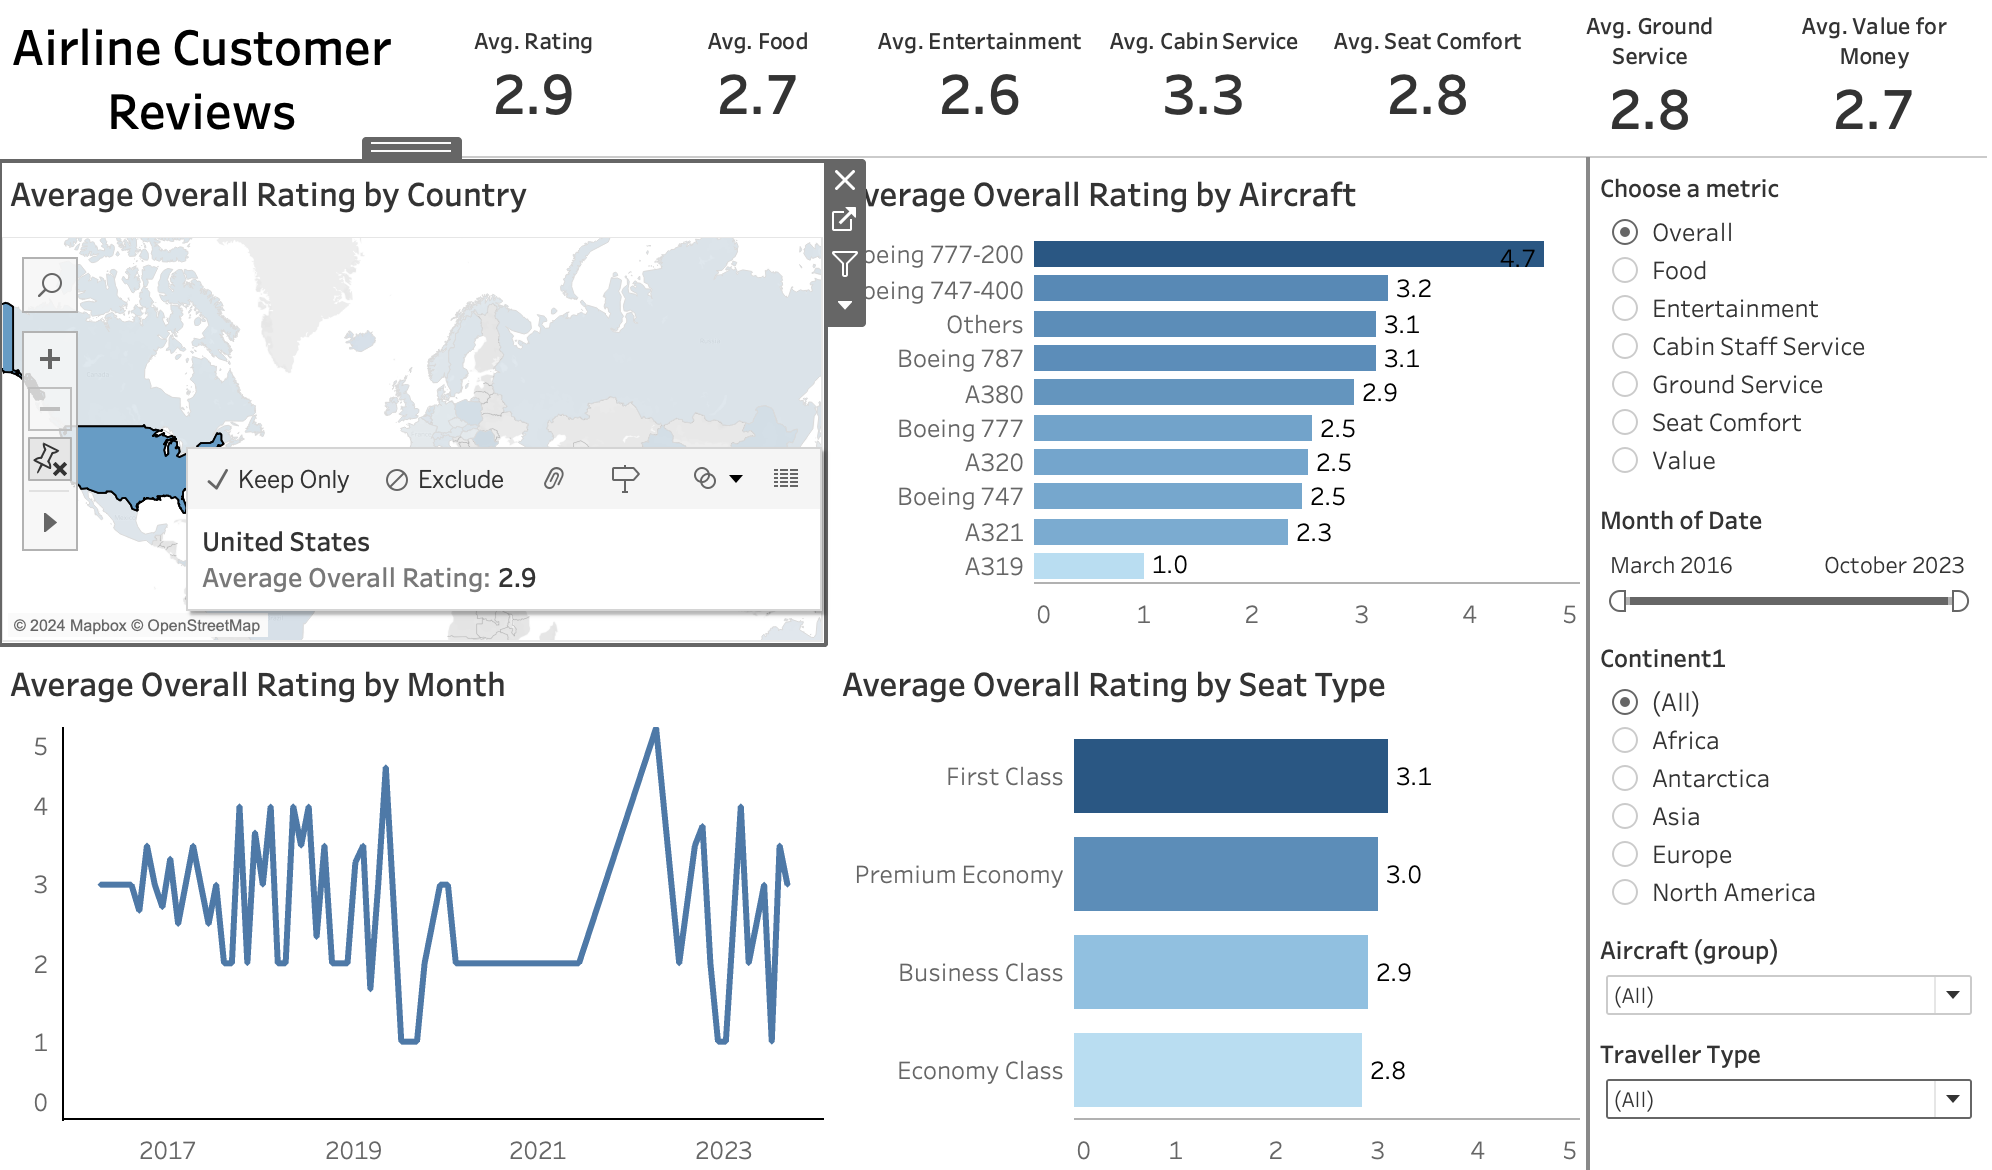 Airline Customer
Reviews
Avg. Rating
2.9
Avg. Food
2.7
Avg. Entertainment
2.6
Avg. Cabin Service
3.3
Avg. Seat Comfort
2.8
Avg. Ground
Service
2.8
Avg. Value for
Money
2.7
Average Overall Rating by Country
Keep Only
Exclude
United States
Average Overall Rating: 2.9
© 2024 Mapbox © OpenStreetMap
verage Overall Rating by Aircraft
oeing 777-200
4.7
oeing 747-400
3.2
Others
3.1
Boeing 787
3.1
A380
2.9
Boeing 777
2.5
A320
2.5
Boeing 747
2.5
A321
2.3
A319
1.0
0 1 2 3 4 5
Average Overall Rating by Month
5
4
3
2
1
0
2017 2019 2021 2023
Average Overall Rating by Seat Type
First Class
3.1
Premium Economy
3.0
Business Class
2.9
Economy Class
2.8
0 1 2 3 4 5
Choose a metric
Overall
Food
Entertainment
Cabin Staff Service
Ground Service
Seat Comfort
Value
Month of Date
March 2016
October 2023
Continent1
(All)
Africa
Antarctica
Asia
Europe
North America
Aircraft (group)
(All)
Traveller Type
(All)